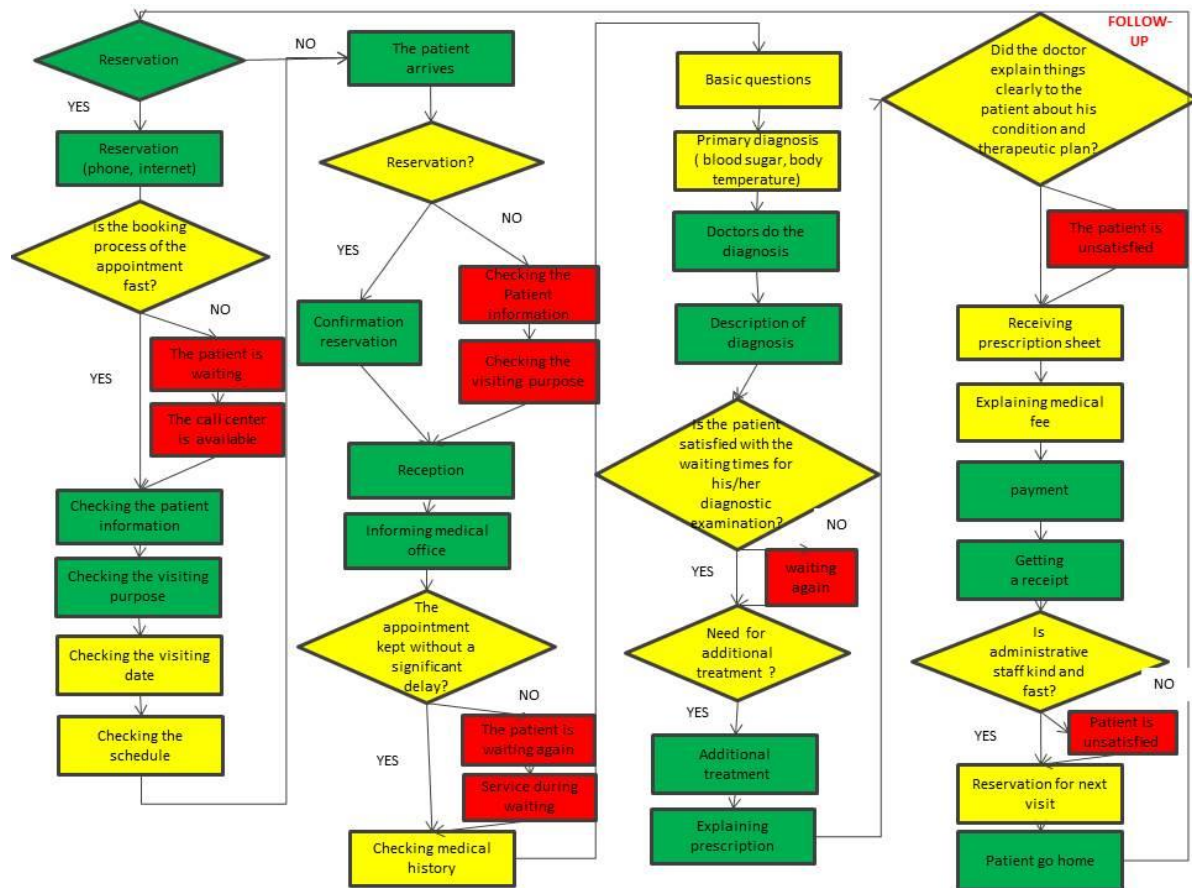 Reservation
NO
YES
Reservation
(phone, internet)
Is the booking
process of the
appointment
fast?
NO
YES
The patient is
waiting
The call center
is available
Checking the patient
information
Checking the visiting
purpose
Checking the visiting
date
Checking the
schedule
The patient
arrives
Reservation?
NO
YES
Checking the
Patient
information
Checking the
visiting purpose
Confirmation
reservation
Reception
Informing medical
office
The
appointment
kept without a
significant
delay?
NO
YES
The patient is
waiting again
Service during
waiting
Checking medical
history
Basic questions
Primary diagnosis
( blood sugar, body
temperature)
Doctors do the
diagnosis
Description of
diagnosis
Is the patient
satisfied with the
waiting times for
his/her diagnostic
examination?
NO
YES
waiting
again
Need for
additional
treatment ?
YES
Additional
treatment
Explaining
prescription
FOLLOW-
UP
Did the doctor
explain things
clearly to the
patient about his
condition and
therapeutic plan?
The patient is
unsatisfied
Receiving
prescription sheet
Explaining medical
fee
payment
Getting
a receipt
Is
administrative
staff kind and
fast?
NO
YES
Patient is
unsatisfied
Reservation for next
visit
Patient go home